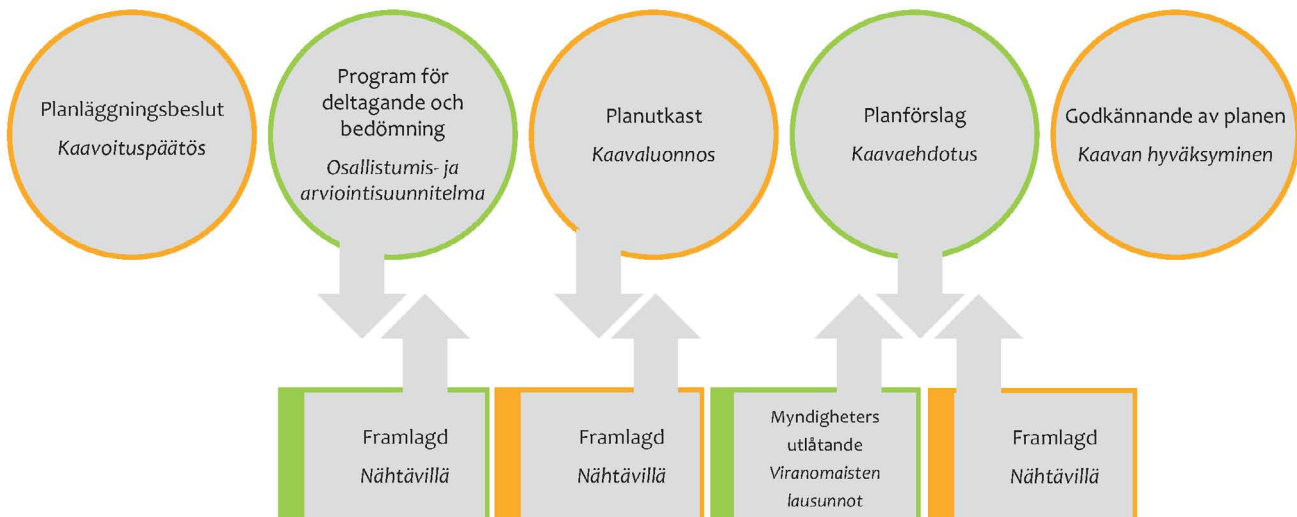 Planläggningsbeslut
Kaavoituspäätös
Program för
deltagande och
bedömning
Osallistumis- ja
arviointisuunnitelma
Planutkast
Kaavaluonnos
Planförslag
Kaavaehdotus
Godkännande av planen
Kaavan hyväksyminen
Framlagd
Nähtävillä
Framlagd
Nähtävillä
Myndigheters
utlåtande
Viranomaisten
lausunnot
Framlagd
Nähtävillä